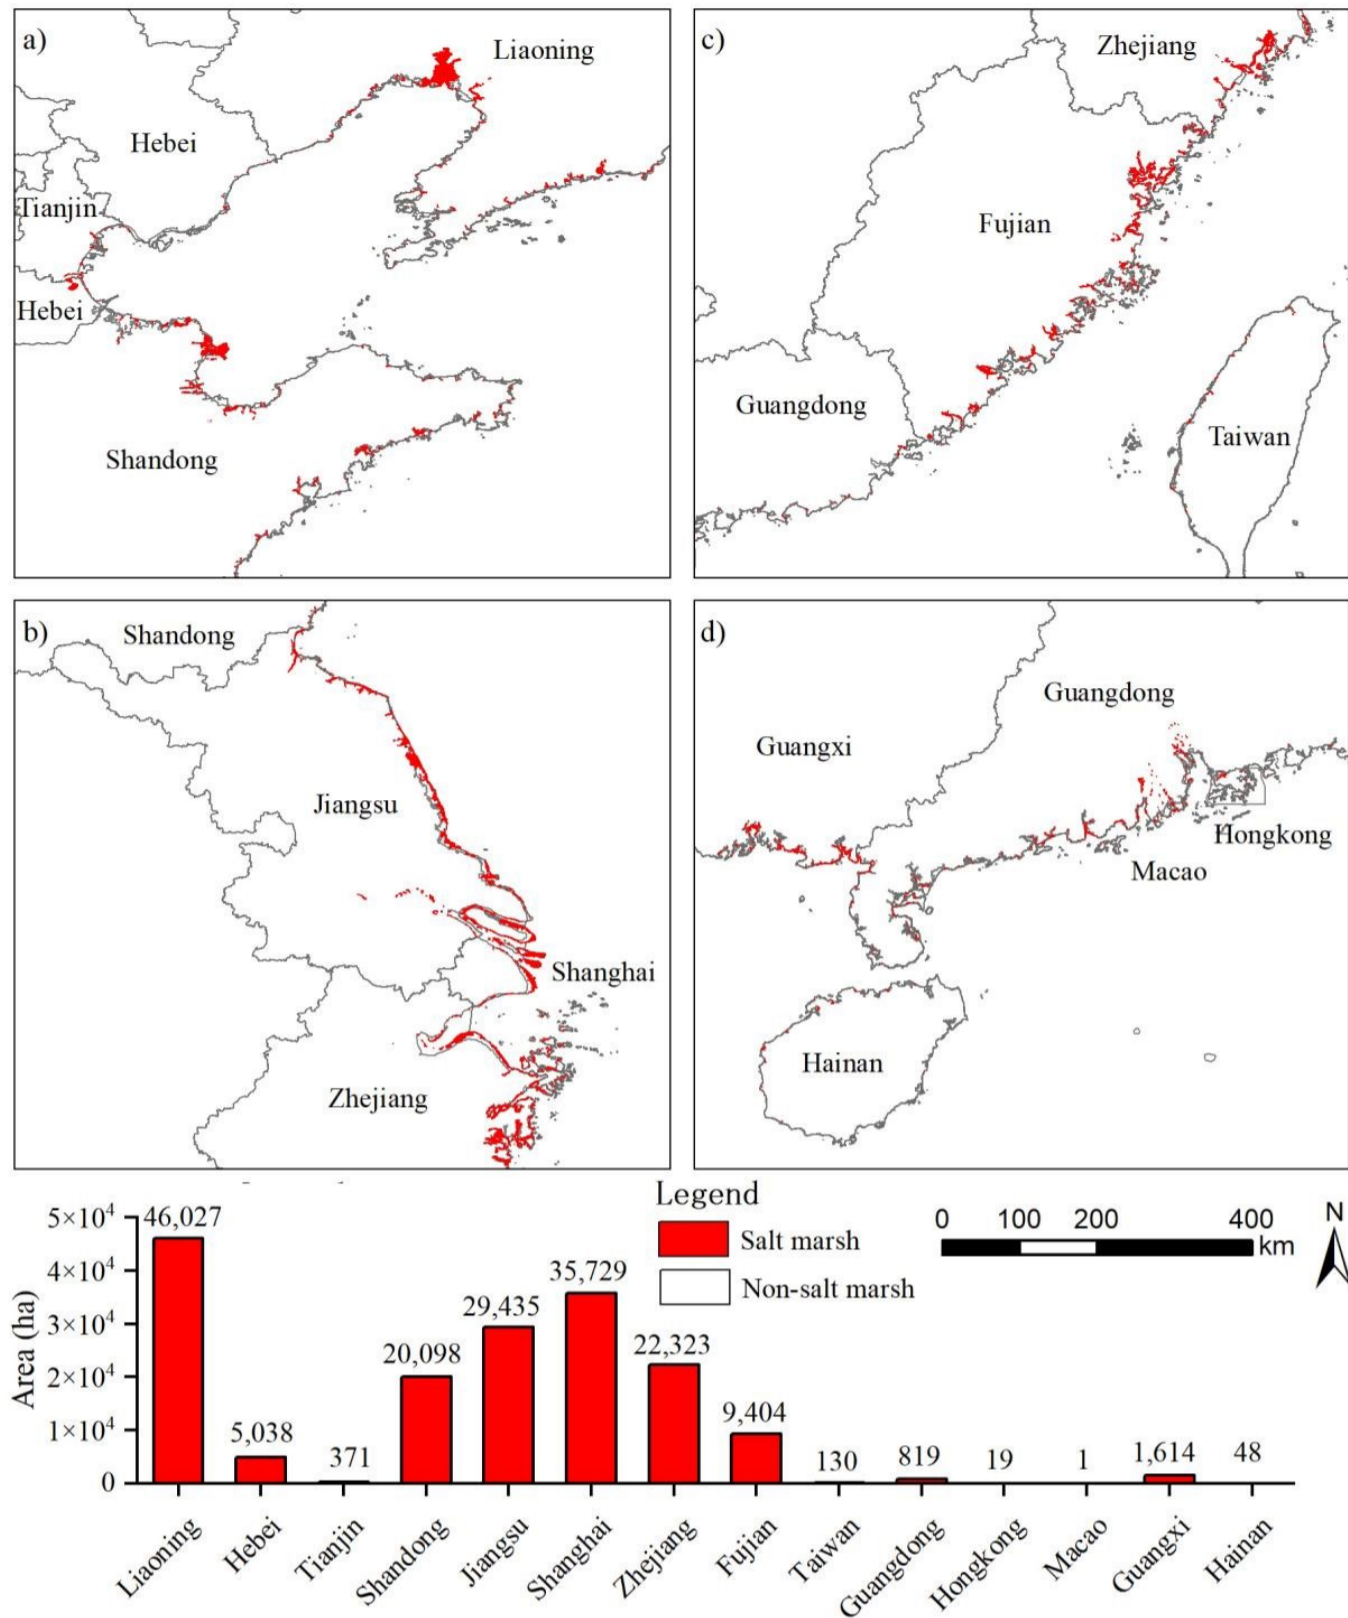 a)
Liaoning
Hebei
Tianjin
Hebei
Shandong
c)
Zhejiang
Fujian
Guangdong
Taiwan
b)
Shandong
Jiangsu
Shanghai
Zhejiang
d)
Guangdong
Guangxi
Hongkong
Macao
Hainan
Legend
Salt marsh
Non-salt marsh
0 100 200 400
km
N
Area (ha)
5×10⁴
4×10⁴
3×10⁴
2×10⁴
1×10⁴
0
46,027
5,038
371
20,098
29,435
35,729
22,323
9,404
130
819
19
1
1,614
48
Liaoning
Hebei
Tianjin
Shandong
Jiangsu
Shanghai
Zhejiang
Fujian
Taiwan
Guangdong
Hongkong
Macao
Guangxi
Hainan